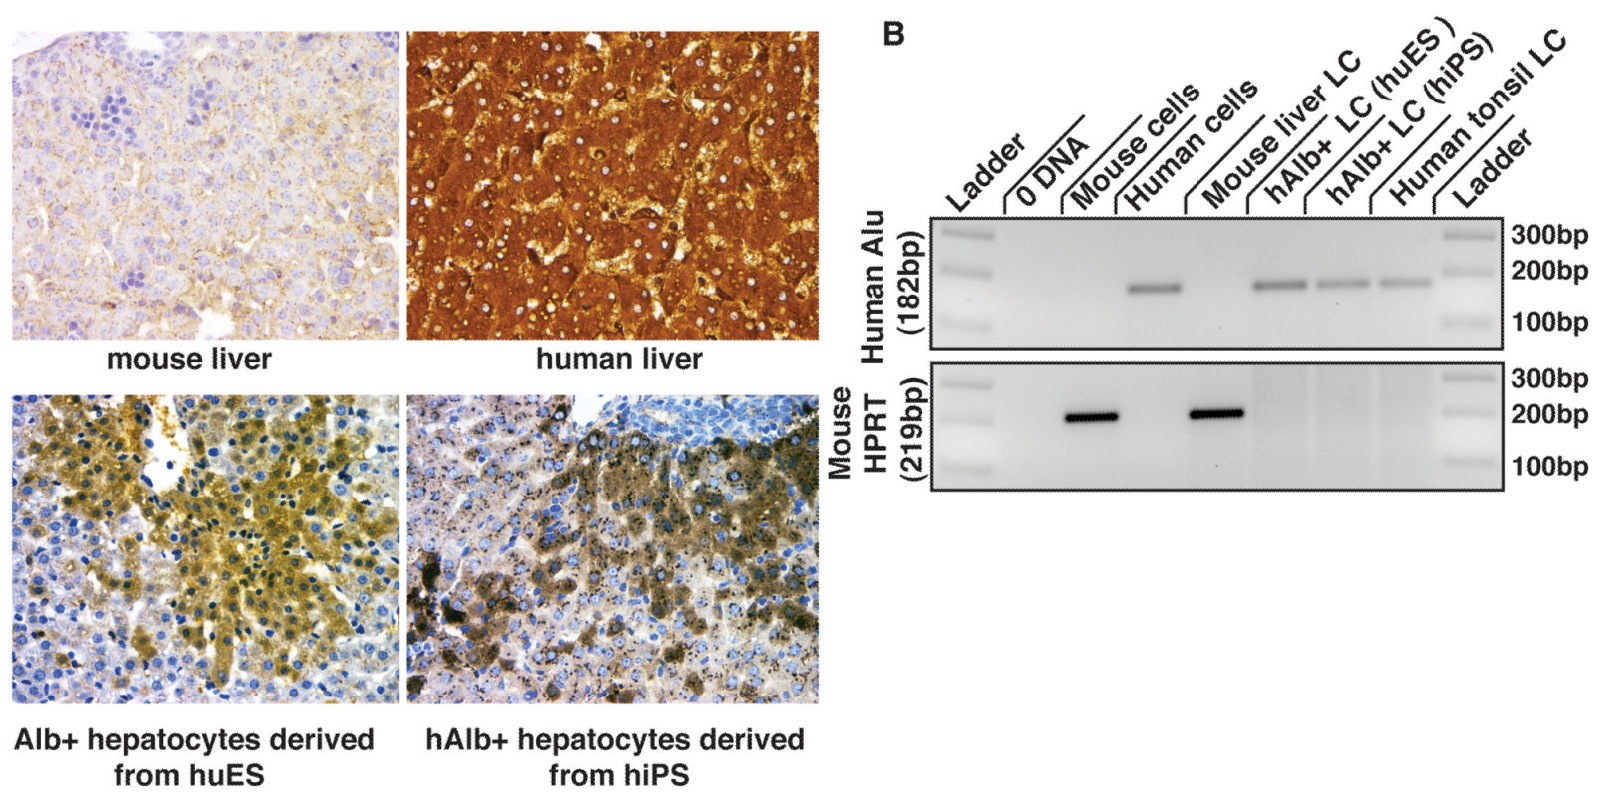 mouse liver
human liver
Alb+ hepatocytes derived
from huES
hAlb+ hepatocytes derived
from hiPS
B
Ladder
0 DNA
Mouse cells
Human cells
Mouse liver LC
hAlb+ LC (huES )
hAlb+ LC (hiPS)
Human tonsil LC
Ladder
Human Alu
(182bp)
300bp
200bp
100bp
Mouse
HPRT
(219bp)
300bp
200bp
100bp